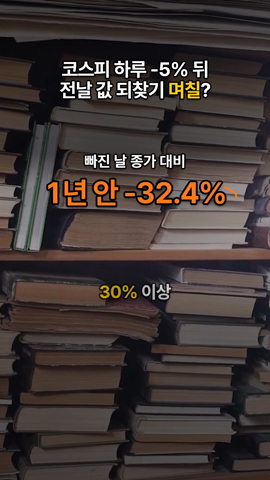 코스피 하루 -5% 뒤
전날 값 되찾기 며칠?
빠진 날 종가 대비
1년 안 -32.4%
30% 이상